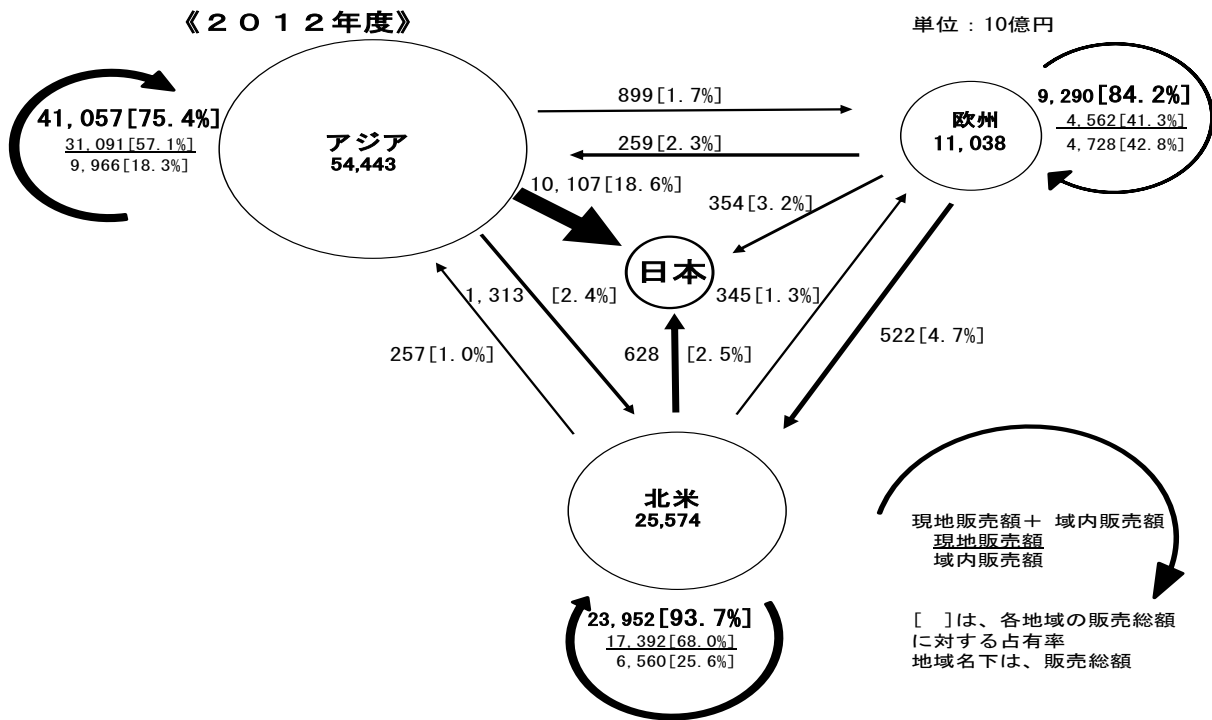 《２０１２年度》
単位：10億円
41,057[75.4%]
31,091[57.1%]
9,966[18.3%]
アジア
54,443
899[1.7%]
259[2.3%]
欧州
11,038
9,290[84.2%]
4,562[41.3%]
4,728[42.8%]
10,107[18.6%]
354[3.2%]
日本
1,313 [2.4%]
345[1.3%]
257[1.0%]
628 [2.5%]
522[4.7%]
北米
25,574
23,952[93.7%]
17,392[68.0%]
6,560[25.6%]
現地販売額＋ 域内販売額
現地販売額
域内販売額
[ ]は、各地域の販売総額
に対する占有率
地域名下は、販売総額